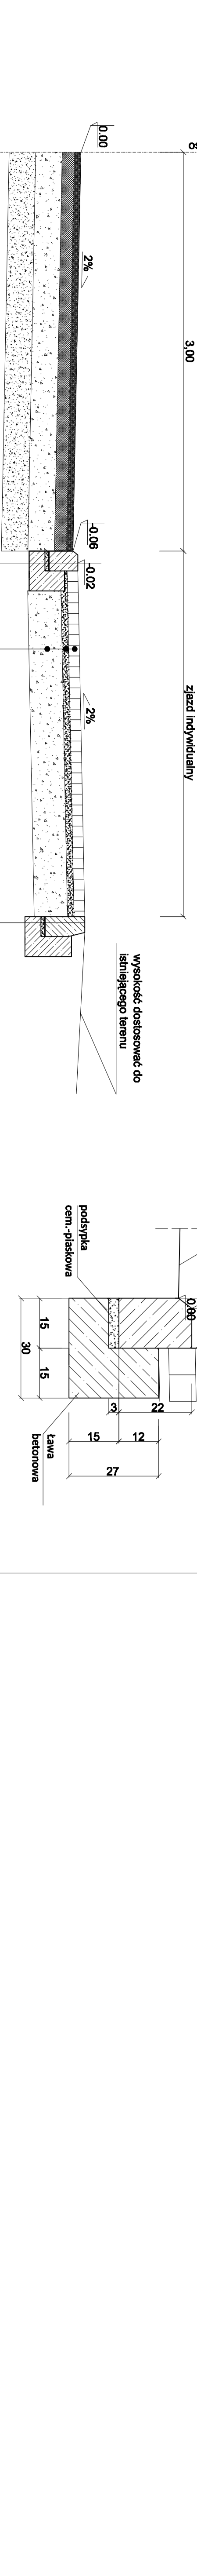 3,00
zjazd indywidualny
0.00
2%
-0.06
-0.02
2%
wysokość dostosować do
istniejącego terenu
0.00
podsypka
cem.-piaskowa
15
15
30
3
22
15
12
27
ława
betonowa